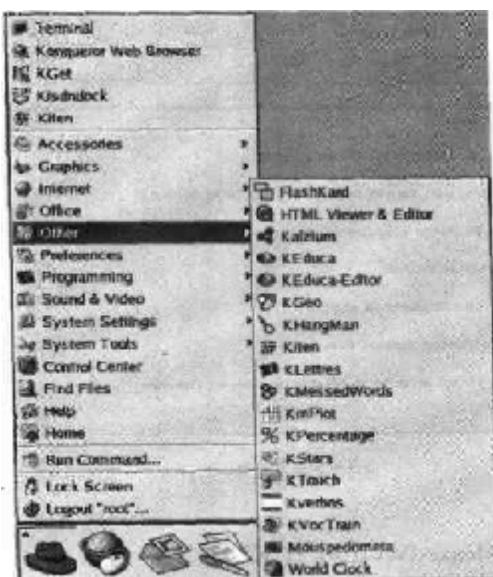 Terminal
Konqueror Web Browser
KGet
Kisdndock
Kiten
Accessories
Graphics
Internet
Office
Other
Preferences
Programming
Sound & Video
System Settings
System Tools
Control Center
Find Files
Help
Home
Run Command...
Lock Screen
Logout "root"...
FlashKard
HTML Viewer & Editor
Kalzium
KEduca
KEduca-Editor
KGeo
KHangMan
Kiten
KLettres
KMessedWords
KmPlot
KPercentage
KStars
KTouch
Kverbos
KVocTrain
Mouspedometa
World Clock